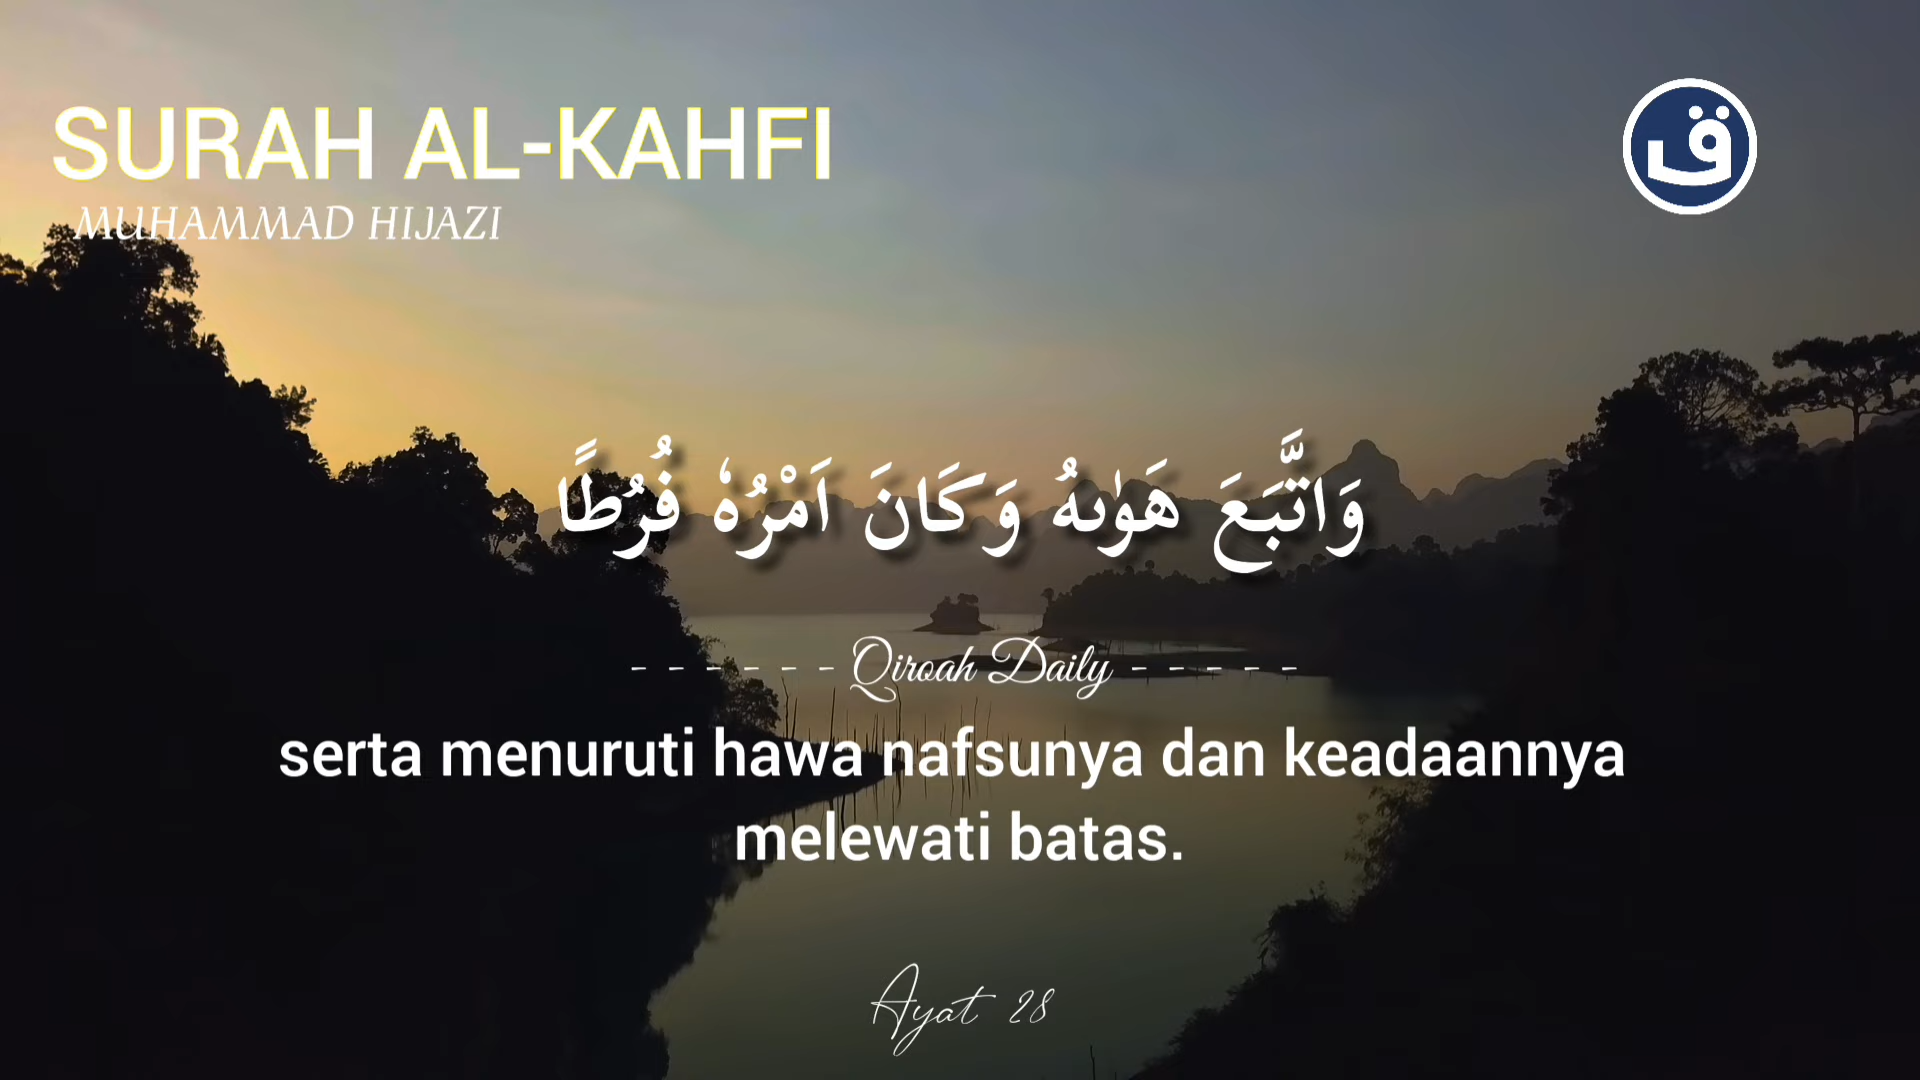 SURAH AL-KAHFI
MUHAMMAD HIJAZI
ق
وَاتَّبَعَ هَوٰىهُ وَكَانَ اَمْرُهٗ فُرُطًا
- - - - - - Qiroah Daily - - - - -
serta menuruti hawa nafsunya dan keadaannya
melewati batas.
Ayat 28